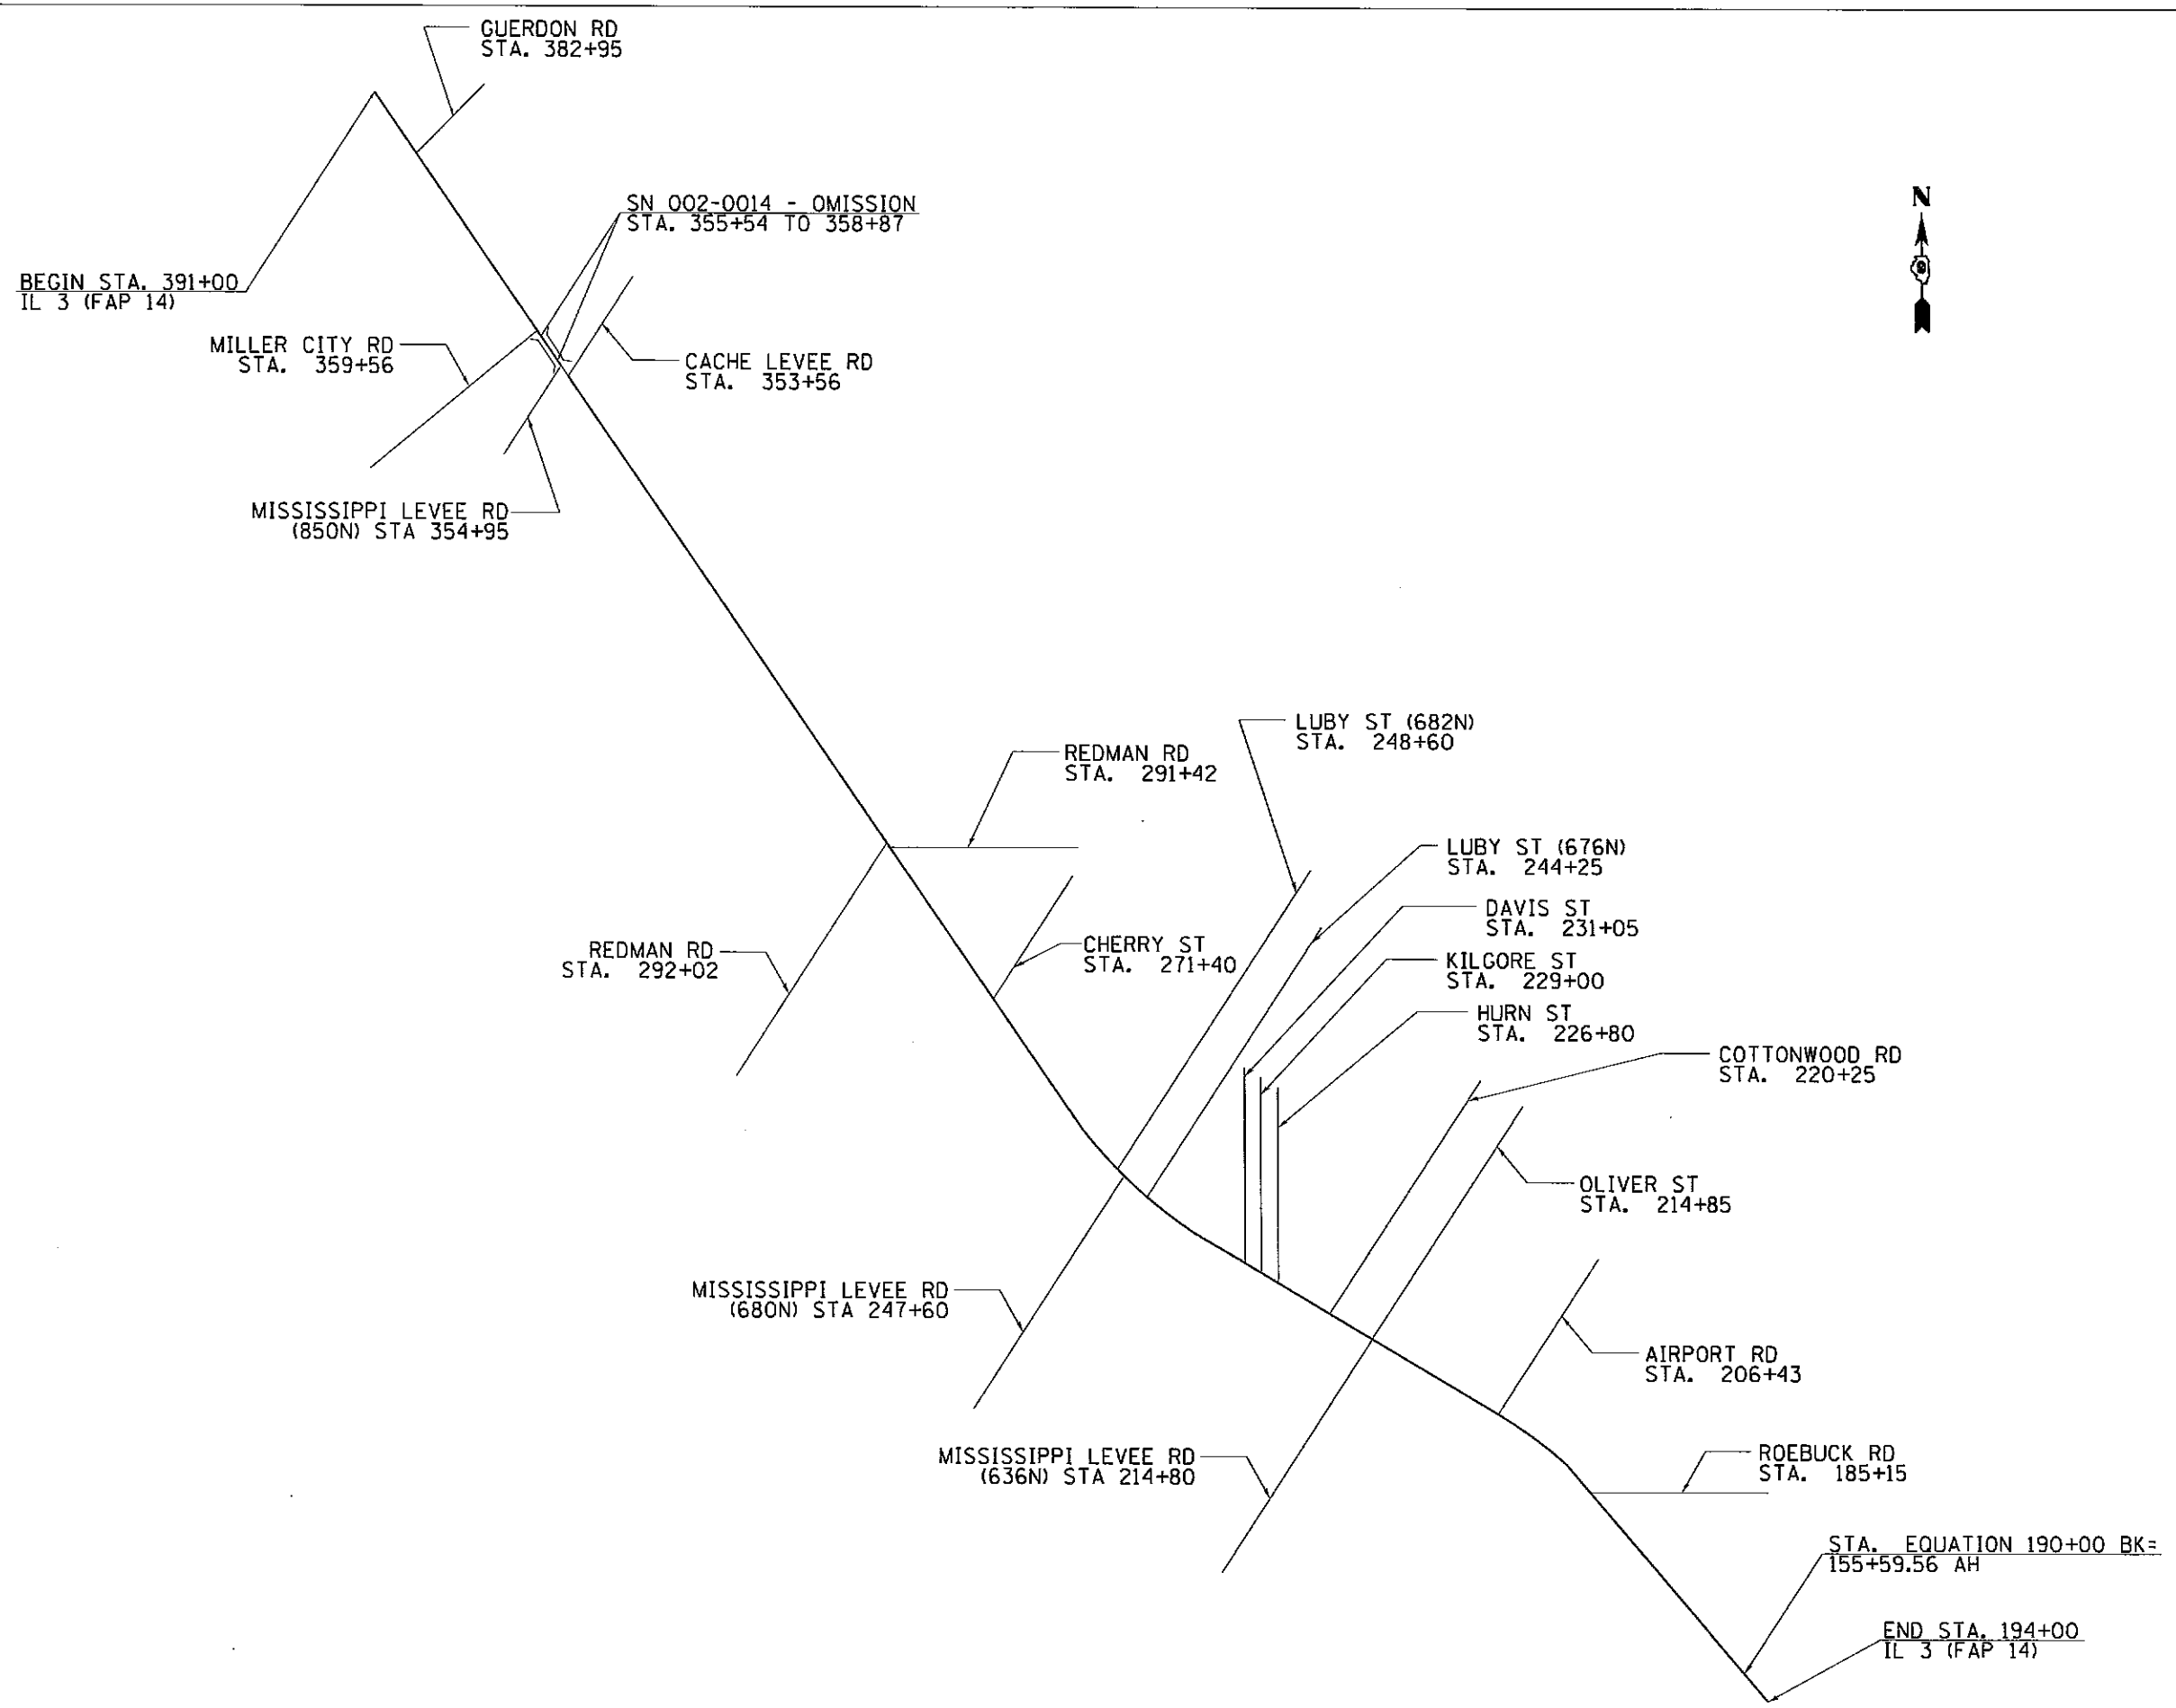 GUERDON RD
STA. 382+95
N
SN 002-0014 - OMISSION
STA. 355+54 TO 358+87
BEGIN STA. 391+00
IL 3 (FAP 14)
MILLER CITY RD
STA. 359+56
CACHE LEVEE RD
STA. 353+56
MISSISSIPPI LEVEE RD
(850N) STA 354+95
LUBY ST (682N)
STA. 248+60
REDMAN RD
STA. 291+42
LUBY ST (676N)
STA. 244+25
DAVIS ST
STA. 231+05
REDMAN RD
STA. 292+02
CHERRY ST
STA. 271+40
KILGORE ST
STA. 229+00
HURN ST
STA. 226+80
COTTONWOOD RD
STA. 220+25
OLIVER ST
STA. 214+85
MISSISSIPPI LEVEE RD
(680N) STA 247+60
AIRPORT RD
STA. 206+43
MISSISSIPPI LEVEE RD
(636N) STA 214+80
ROEBUCK RD
STA. 185+15
STA. EQUATION 190+00 BK=
155+59.56 AH
END STA. 194+00
IL 3 (FAP 14)